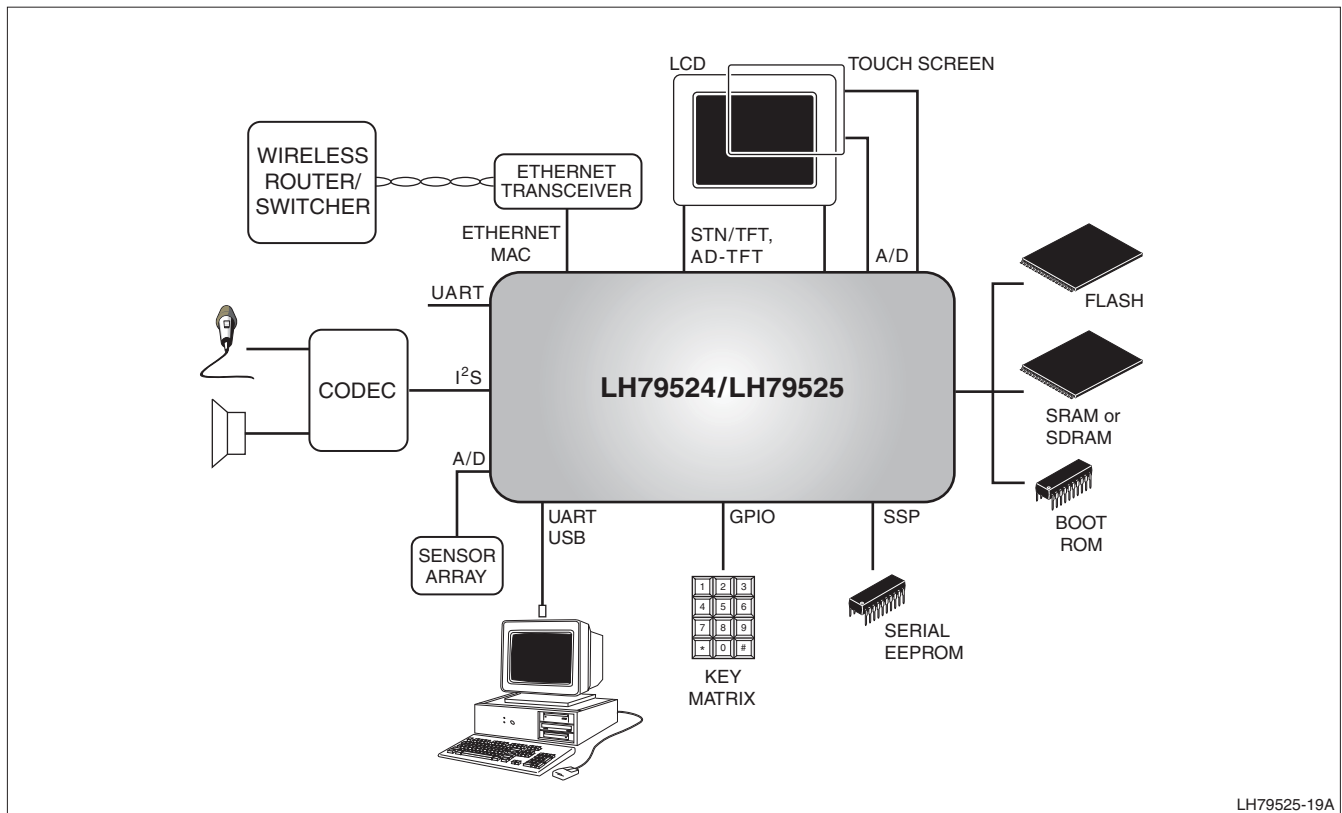 LCD
TOUCH SCREEN
WIRELESS
ROUTER/
SWITCHER
ETHERNET
TRANSCEIVER
ETHERNET
MAC
STN/TFT,
AD-TFT
A/D
UART
FLASH
CODEC
I²S
LH79524/LH79525
SRAM or
SDRAM
A/D
BOOT
ROM
SENSOR
ARRAY
UART
USB
GPIO
SSP
1 2 3
4 5 6
7 8 9
* 0 #
KEY
MATRIX
SERIAL
EEPROM
LH79525-19A